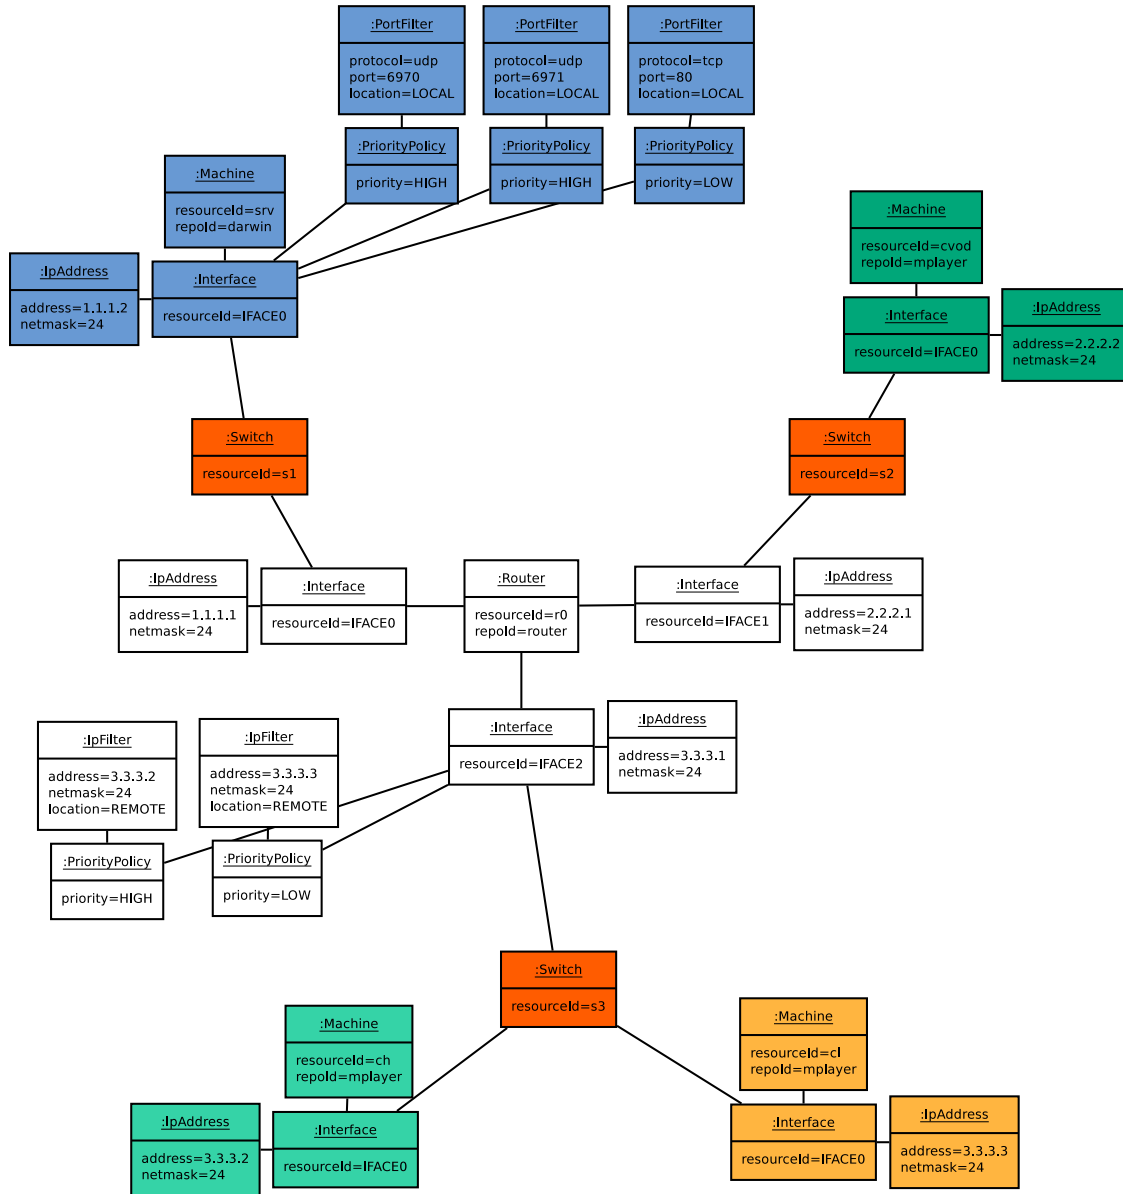 :PortFilter
protocol=udp
port=6970
location=LOCAL
:PortFilter
protocol=udp
port=6971
location=LOCAL
:PortFilter
protocol=tcp
port=80
location=LOCAL
:PriorityPolicy
priority=HIGH
:PriorityPolicy
priority=HIGH
:PriorityPolicy
priority=LOW
:Machine
resourceId=srv
repoId=darwin
:Machine
resourceId=cvod
repoId=mplayer
:IpAddress
address=1.1.1.2
netmask=24
:Interface
resourceId=IFACE0
:Interface
resourceId=IFACE0
:IpAddress
address=2.2.2.2
netmask=24
:Switch
resourceId=s1
:Switch
resourceId=s2
:IpAddress
address=1.1.1.1
netmask=24
:Interface
resourceId=IFACE0
:Router
resourceId=r0
repoId=router
:Interface
resourceId=IFACE1
:IpAddress
address=2.2.2.1
netmask=24
:IpFilter
address=3.3.3.2
netmask=24
location=REMOTE
:IpFilter
address=3.3.3.3
netmask=24
location=REMOTE
:Interface
resourceId=IFACE2
:IpAddress
address=3.3.3.1
netmask=24
:PriorityPolicy
priority=HIGH
:PriorityPolicy
priority=LOW
:Switch
resourceId=s3
:Machine
resourceId=ch
repoId=mplayer
:Machine
resourceId=cl
repoId=mplayer
:IpAddress
address=3.3.3.2
netmask=24
:Interface
resourceId=IFACE0
:Interface
resourceId=IFACE0
:IpAddress
address=3.3.3.3
netmask=24